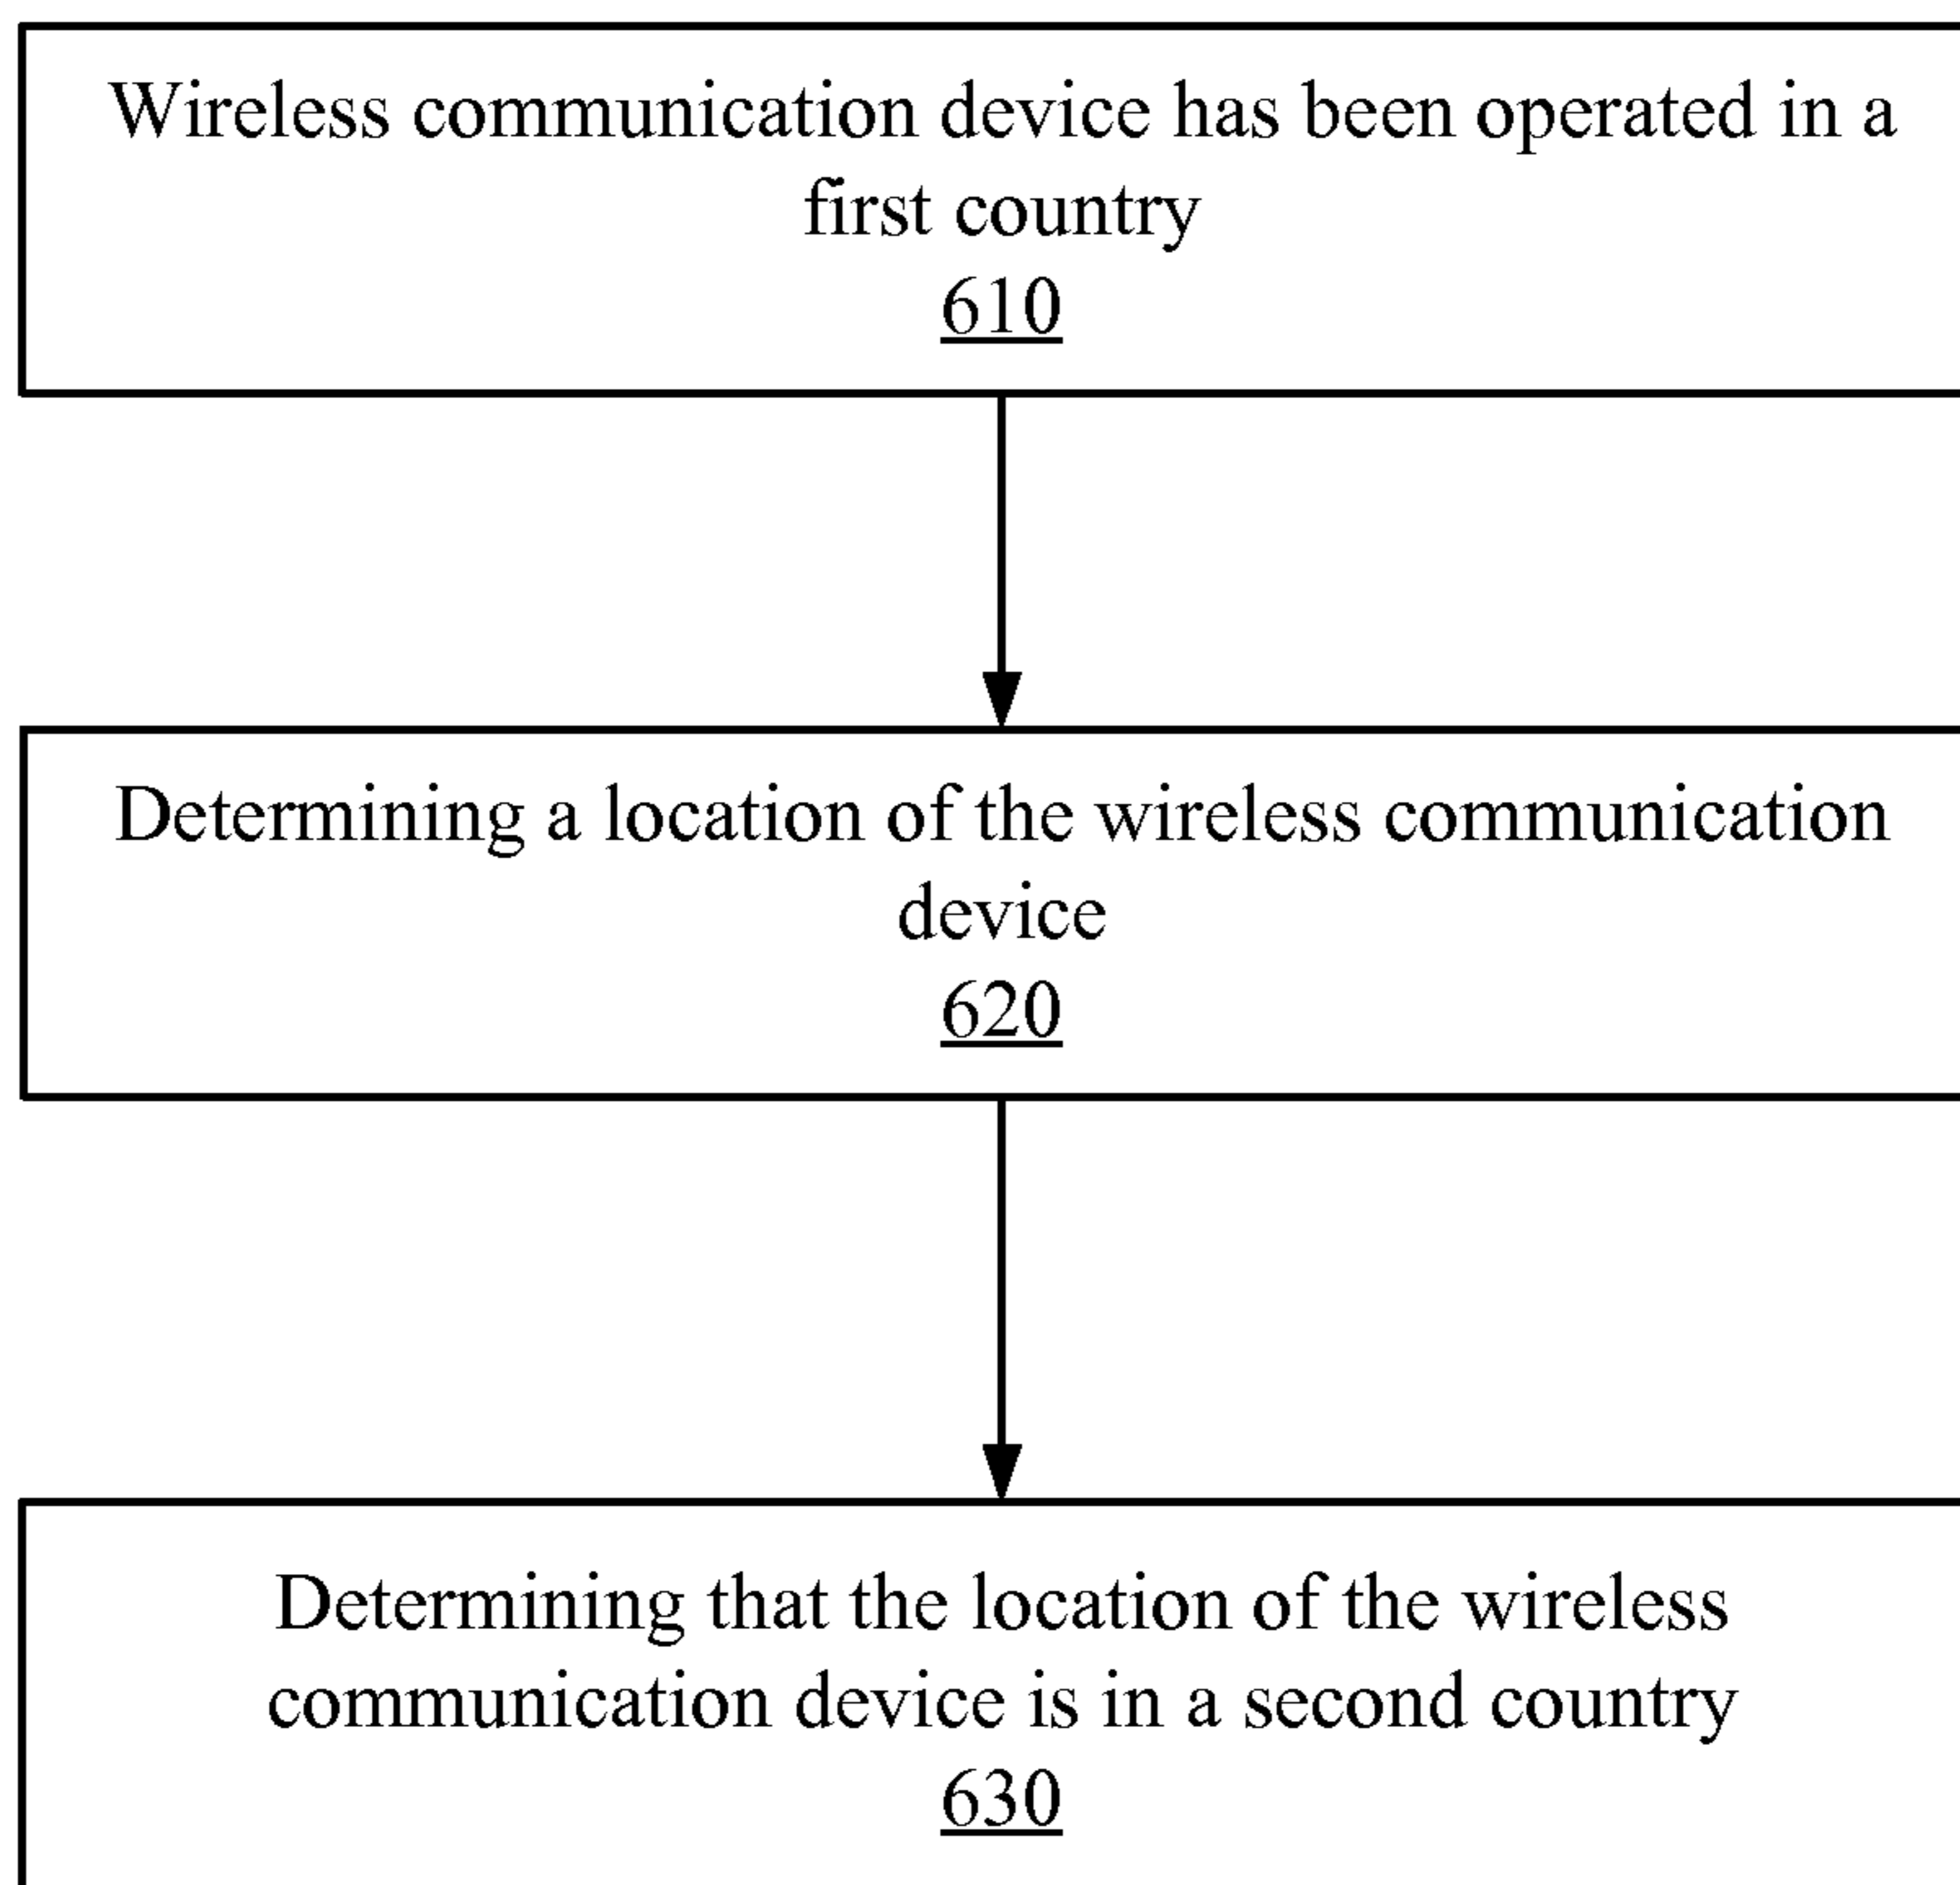 Wireless communication device has been operated in a
first country
610
Determining a location of the wireless communication
device
620
Determining that the location of the wireless
communication device is in a second country
630